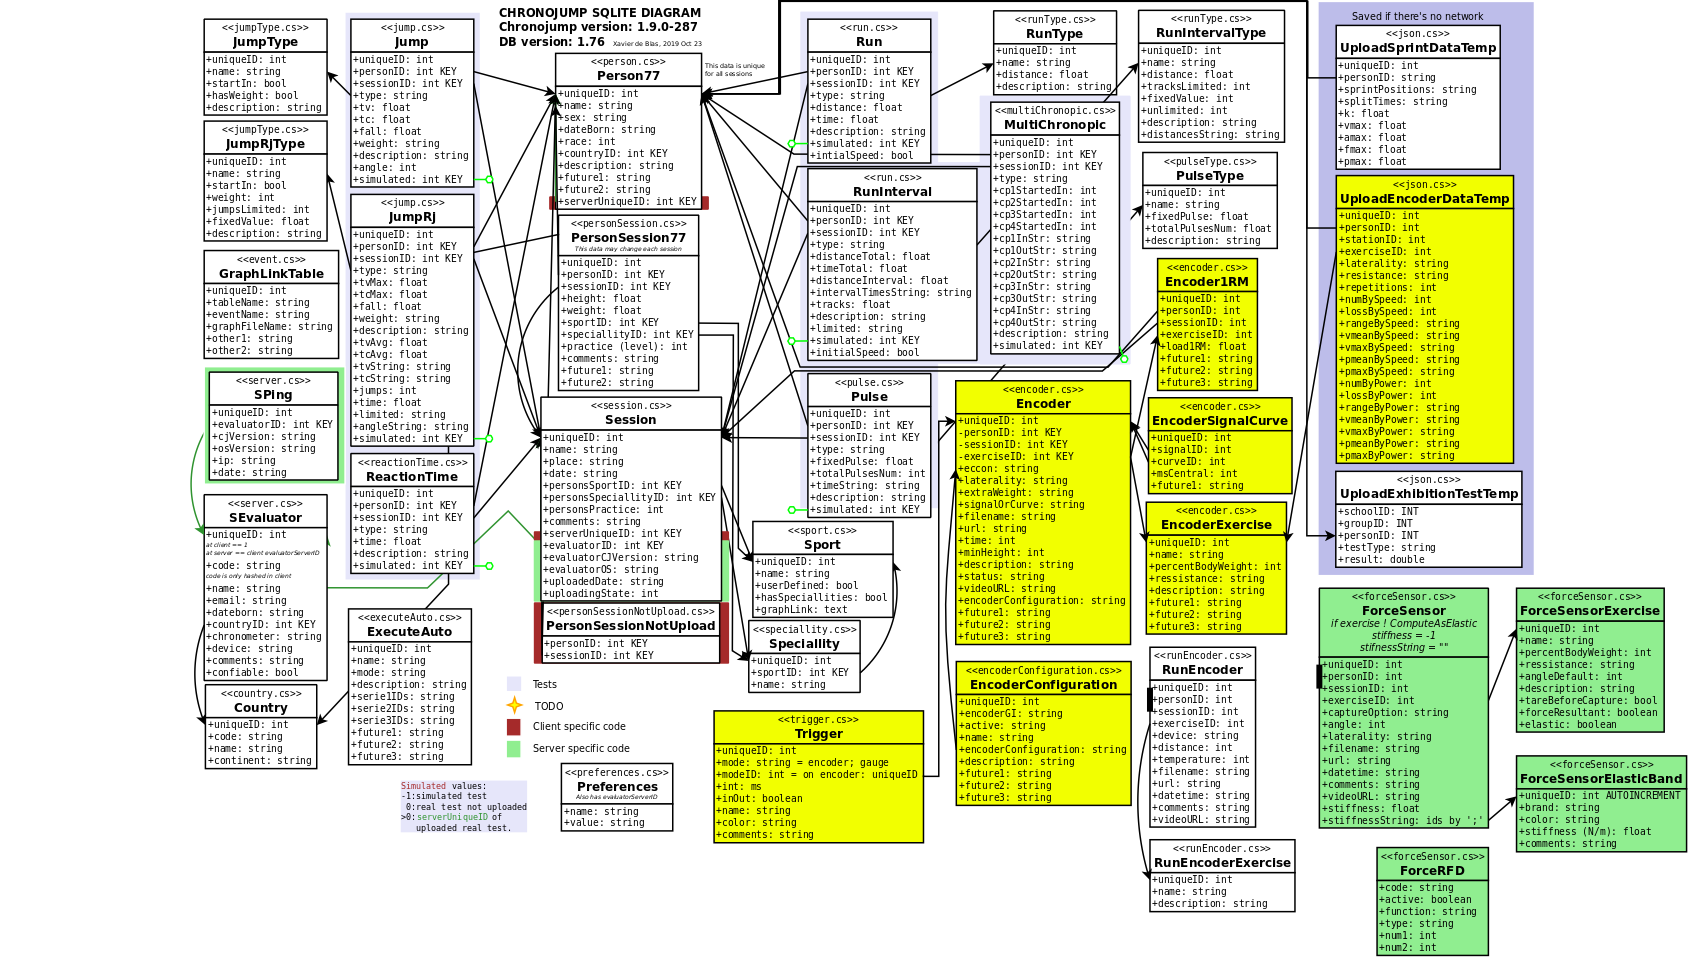 CHRONOJUMP SQLITE DIAGRAM
Chronojump version: 1.9.0-287
DB version: 1.76 Xavier de Blas, 2019 Oct 23
<<jumpType.cs>>
JumpType
+uniqueID: int
+name: string
+startIn: bool
+hasWeight: bool
+description: string
<<jumpType.cs>>
JumpRJType
+uniqueID: int
+name: string
+startIn: bool
+weight: int
+jumpsLimited: int
+fixedValue: float
+description: string
<<event.cs>>
GraphLinkTable
+uniqueID: int
+tableName: string
+eventName: string
+graphFileName: string
+other1: string
+other2: string
<<server.cs>>
SPing
+uniqueID: int
+evaluatorID: int KEY
+cjVersion: string
+osVersion: string
+ip: string
+date: string
<<server.cs>>
SEvaluator
+uniqueID: int
at client == 1
at server == client evaluatorServerID
+code: string
code is only hashed in client
+name: string
+email: string
+dateborn: string
+countryID: int KEY
+chronometer: string
+device: string
+comments: string
+confiable: bool
<<country.cs>>
Country
+uniqueID: int
+code: string
+name: string
+continent: string
<<jump.cs>>
Jump
+uniqueID: int
+personID: int KEY
+sessionID: int KEY
+type: string
+tv: float
+tc: float
+fall: float
+weight: string
+description: string
+angle: int
+simulated: int KEY
<<jump.cs>>
JumpRJ
+uniqueID: int
+personID: int KEY
+sessionID: int KEY
+type: string
+tvMax: float
+tcMax: float
+fall: float
+weight: string
+description: string
+tvAvg: float
+tcAvg: float
+tvString: string
+tcString: string
+jumps: int
+time: float
+limited: string
+angleString: string
+simulated: int KEY
<<reactionTime.cs>>
ReactionTime
+uniqueID: int
+personID: int KEY
+sessionID: int KEY
+type: string
+time: float
+description: string
+simulated: int KEY
<<executeAuto.cs>>
ExecuteAuto
+uniqueID: int
+name: string
+mode: string
+description: string
+serie1IDs: string
+serie2IDs: string
+serie3IDs: string
+future1: string
+future2: string
+future3: string
Simulated values:
-1:simulated test
0:real test not uploaded
>0:serverUniqueID of
uploaded real test.
<<person.cs>>
Person77
This data is unique
for all sessions
+uniqueID: int
+name: string
+sex: string
+dateBorn: string
+race: int
+countryID: int KEY
+description: string
+future1: string
+future2: string
+serverUniqueID: int KEY
<<personSession.cs>>
PersonSession77
This data may change each session
+uniqueID: int
+personID: int KEY
+sessionID: int KEY
+height: float
+weight: float
+sportID: int KEY
+speciallityID: int KEY
+practice (level): int
+comments: string
+future1: string
+future2: string
<<session.cs>>
Session
+uniqueID: int
+name: string
+place: string
+date: string
+personsSportID: int KEY
+personsSpeciallityID: int KEY
+personsPractice: int
+comments: string
+serverUniqueID: int KEY
+evaluatorID: int KEY
+evaluatorCJVersion: string
+evaluatorOS: string
+uploadedDate: string
+uploadingState: int
<<personSessionNotUpload.cs>>
PersonSessionNotUpload
+personID: int KEY
+sessionID: int KEY
Tests
TODO
Client specific code
Server specific code
<<preferences.cs>>
Preferences
Also has evaluatorServerID
+name: string
+value: string
<<run.cs>>
Run
+uniqueID: int
+personID: int KEY
+sessionID: int KEY
+type: string
+distance: float
+time: float
+description: string
+simulated: int KEY
+intialSpeed: bool
<<run.cs>>
RunInterval
+uniqueID: int
+personID: int KEY
+sessionID: int KEY
+type: string
+distanceTotal: float
+timeTotal: float
+distanceInterval: float
+intervalTimesString: string
+tracks: float
+description: string
+limited: string
+simulated: int KEY
+initialSpeed: bool
<<pulse.cs>>
Pulse
+uniqueID: int
+personID: int KEY
+sessionID: int KEY
+type: string
+fixedPulse: float
+totalPulsesNum: int
+timeString: string
+description: string
+simulated: int KEY
<<sport.cs>>
Sport
+uniqueID: int
+name: string
+userDefined: bool
+hasSpeciallities: bool
+graphLink: text
<<speciallity.cs>>
Speciallity
+uniqueID: int
+sportID: int KEY
+name: string
<<trigger.cs>>
Trigger
+uniqueID: int
+mode: string = encoder; gauge
+modeID: int = on encoder: uniqueID
+int: ms
+inOut: boolean
+name: string
+color: string
+comments: string
<<runType.cs>>
RunType
+uniqueID: int
+name: string
+distance: float
+description: string
<<multiChronopic.cs>>
MultiChronopic
+uniqueID: int
+personID: int KEY
+sessionID: int KEY
+type: string
+cp1StartedIn: int
+cp2StartedIn: int
+cp3StartedIn: int
+cp4StartedIn: int
+cp1InStr: string
+cp1OutStr: string
+cp2InStr: string
+cp2OutStr: string
+cp3InStr: string
+cp3OutStr: string
+cp4InStr: string
+cp4OutStr: string
+description: string
+simulated: int KEY
<<encoder.cs>>
Encoder
+uniqueID: int
-personID: int KEY
-sessionID: int KEY
-exerciseID: int KEY
+eccon: string
+laterality: string
+extraWeight: string
+signalOrCurve: string
+filename: string
+url: string
+time: int
+minHeight: int
+description: string
+status: string
+videoURL: string
+encoderConfiguration: string
+future1: string
+future2: string
+future3: string
<<encoderConfiguration.cs>>
EncoderConfiguration
+uniqueID: int
+encoderGI: string
+active: string
+name: string
+encoderConfiguration: string
+description: string
+future1: string
+future2: string
+future3: string
<<runType.cs>>
RunIntervalType
+uniqueID: int
+name: string
+distance: float
+tracksLimited: int
+fixedValue: int
+unlimited: int
+description: string
+distancesString: string
<<pulseType.cs>>
PulseType
+uniqueID: int
+name: string
+fixedPulse: float
+totalPulsesNum: float
+description: string
<<encoder.cs>>
Encoder1RM
+uniqueID: int
+personID: int
+sessionID: int
+exerciseID: int
+load1RM: float
+future1: string
+future2: string
+future3: string
<<encoder.cs>>
EncoderSignalCurve
+uniqueID: int
+signalID: int
+curveID: int
+msCentral: int
+future1: string
<<encoder.cs>>
EncoderExercise
+uniqueID: int
+name: string
+percentBodyWeight: int
+ressistance: string
+description: string
+future1: string
+future2: string
+future3: string
<<runEncoder.cs>>
RunEncoder
+uniqueID: int
+personID: int
+sessionID: int
+exerciseID: int
+device: string
+distance: int
+temperature: int
+filename: string
+url: string
+datetime: string
+comments: string
+videoURL: string
<<runEncoder.cs>>
RunEncoderExercise
+uniqueID: int
+name: string
+description: string
Saved if there's no network
<<json.cs>>
UploadSprintDataTemp
+uniqueID: int
+personID: string
+sprintPositions: string
+splitTimes: string
+k: float
+vmax: float
+amax: float
+fmax: float
+pmax: float
<<json.cs>>
UploadEncoderDataTemp
+uniqueID: int
+personID: int
+stationID: int
+exerciseID: int
+laterality: string
+resistance: string
+repetitions: int
+numBySpeed: int
+lossBySpeed: int
+rangeBySpeed: string
+vmeanBySpeed: string
+vmaxBySpeed: string
+pmeanBySpeed: string
+pmaxBySpeed: string
+numByPower: int
+lossByPower: int
+rangeByPower: string
+vmeanByPower: string
+vmaxByPower: string
+pmeanByPower: string
+pmaxByPower: string
<<json.cs>>
UploadExhibitionTestTemp
+schoolID: INT
+groupID: INT
+personID: INT
+testType: string
+result: double
<<forceSensor.cs>>
ForceSensor
if exercise ! ComputeAsElastic
stiffness = -1
stifnessString = ""
+uniqueID: int
+personID: int
+sessionID: int
+exerciseID: int
+captureOption: string
+angle: int
+laterality: string
+filename: string
+url: string
+datetime: string
+comments: string
+videoURL: string
+stiffness: float
+stiffnessString: ids by ';'
<<forceSensor.cs>>
ForceRFD
+code: string
+active: boolean
+function: string
+type: string
+num1: int
+num2: int
<<forceSensor.cs>>
ForceSensorExercise
+uniqueID: int
+name: string
+percentBodyWeight: int
+ressistance: string
+angleDefault: int
+description: string
+tareBeforeCapture: bool
+forceResultant: boolean
+elastic: boolean
<<forceSensor.cs>>
ForceSensorElasticBand
+uniqueID: int AUTOINCREMENT
+brand: string
+color: string
+stiffness (N/m): float
+comments: string